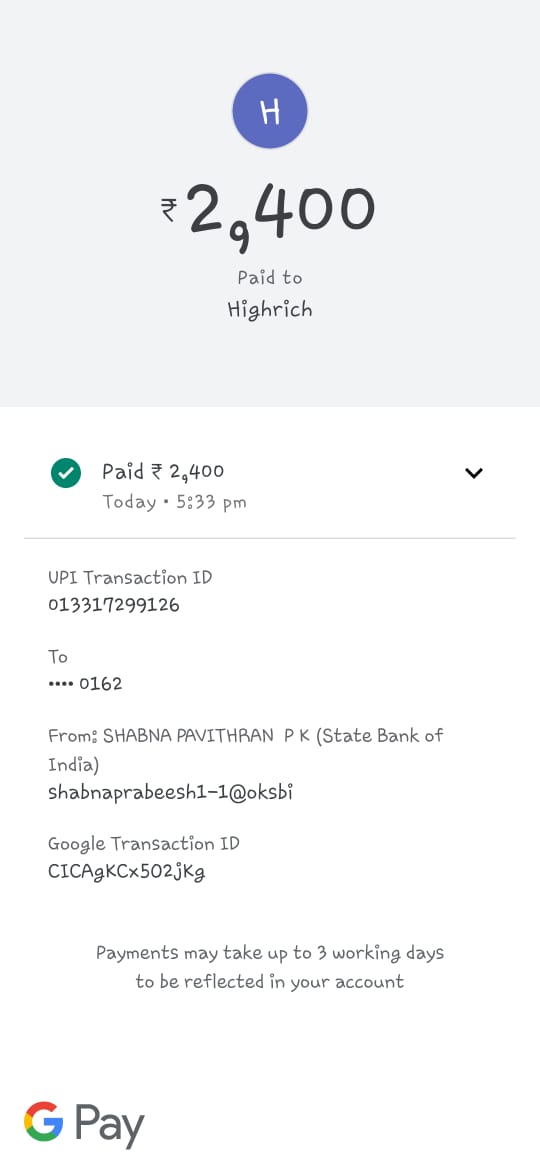 H
₹2,400
Paid to
Highrich
Paid ₹ 2,400
Today • 5:33 pm
UPI Transaction ID
013317299126
To
•••• 0162
From: SHABNA PAVITHRAN  P K (State Bank of
India)
shabnaprabeesh1-1@oksbi
Google Transaction ID
CICAgKCx502jKg
Payments may take up to 3 working days
to be reflected in your account
G Pay